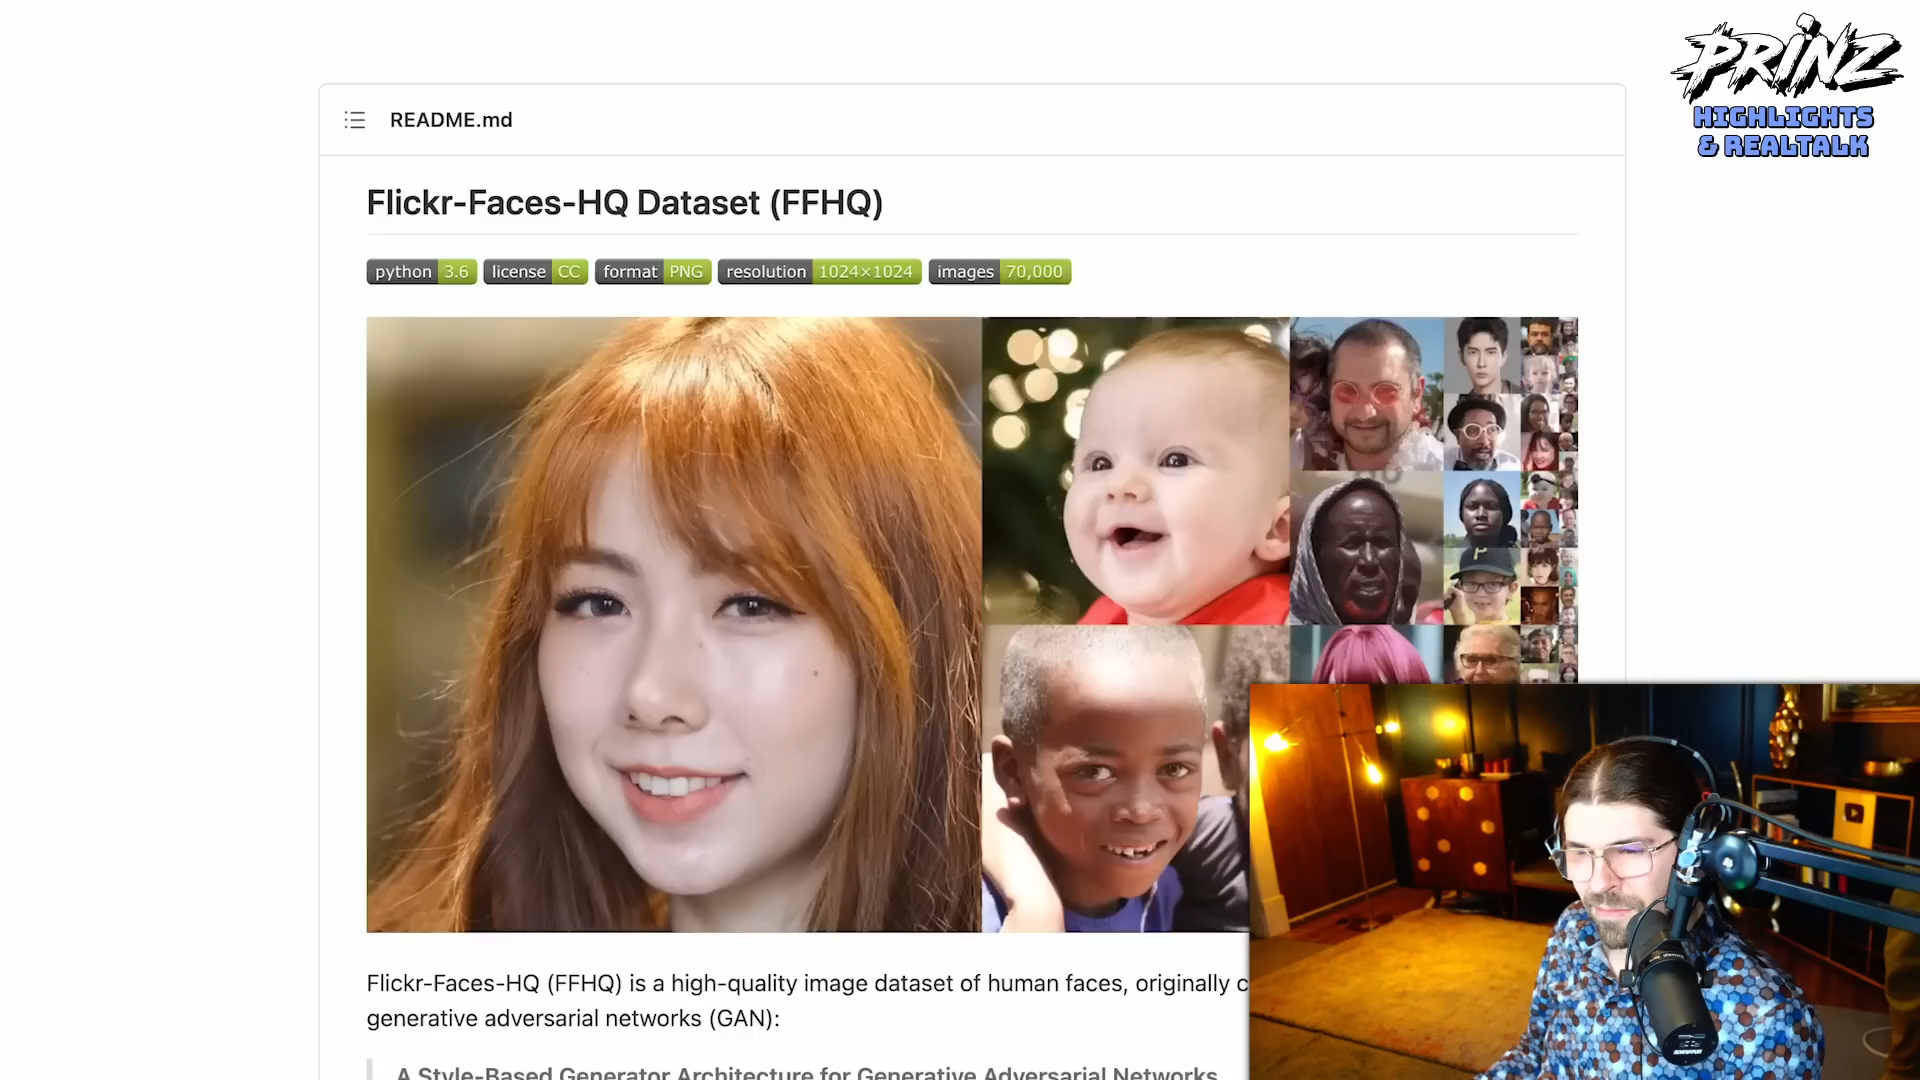 PRINZ
HIGHLIGHTS
& REALTALK
README.md
Flickr-Faces-HQ Dataset (FFHQ)
python 3.6 license CC format PNG resolution 1024×1024 images 70,000
Flickr-Faces-HQ (FFHQ) is a high-quality image dataset of human faces, originally c
generative adversarial networks (GAN):
A Style-Based Generator Architecture for Generative Adversarial Networks
SHURE